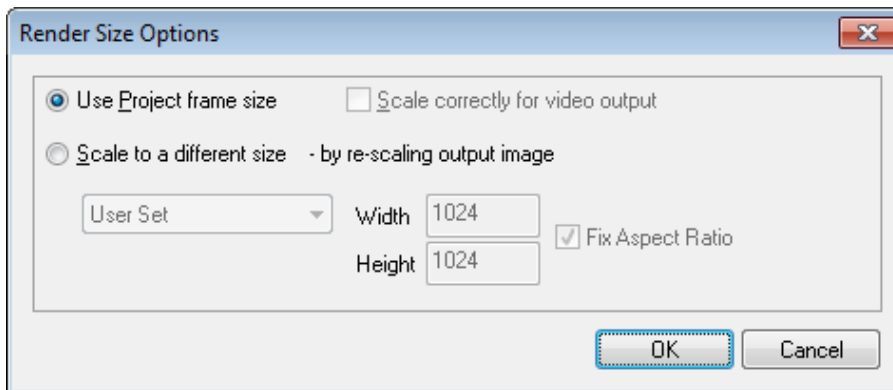 Render Size Options
Use Project frame size Scale correctly for video output
Scale to a different size - by re-scaling output image
User Set Width 1024
Fix Aspect Ratio
Height 1024
OK Cancel